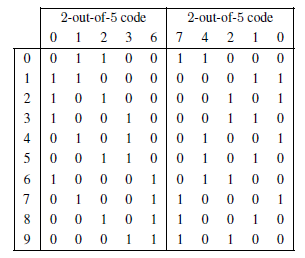 2-out-of-5 code 2-out-of-5 code
0 1 2 3 6 7 4 2 1 0
0 0 1 1 0 0 1 1 0 0 0
1 1 1 0 0 0 0 0 0 1 1
2 1 0 1 0 0 0 0 1 0 1
3 1 0 0 1 0 0 0 1 1 0
4 0 1 0 1 0 0 1 0 0 1
5 0 0 1 1 0 0 1 0 1 0
6 1 0 0 0 1 0 1 1 0 0
7 0 1 0 0 1 1 0 0 0 1
8 0 0 1 0 1 1 0 0 1 0
9 0 0 0 1 1 1 0 1 0 0